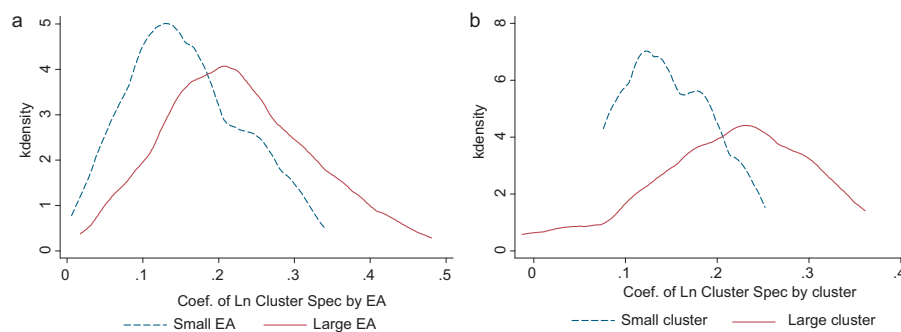 a
kdensity
5
4
3
2
1
0
0 .1 .2 .3 .4 .5
Coef. of Ln Cluster Spec by EA
Small EA Large EA
b
kdensity
8
6
4
2
0
0 .1 .2 .3 .4
Coef. of Ln Cluster Spec by cluster
Small cluster Large cluster